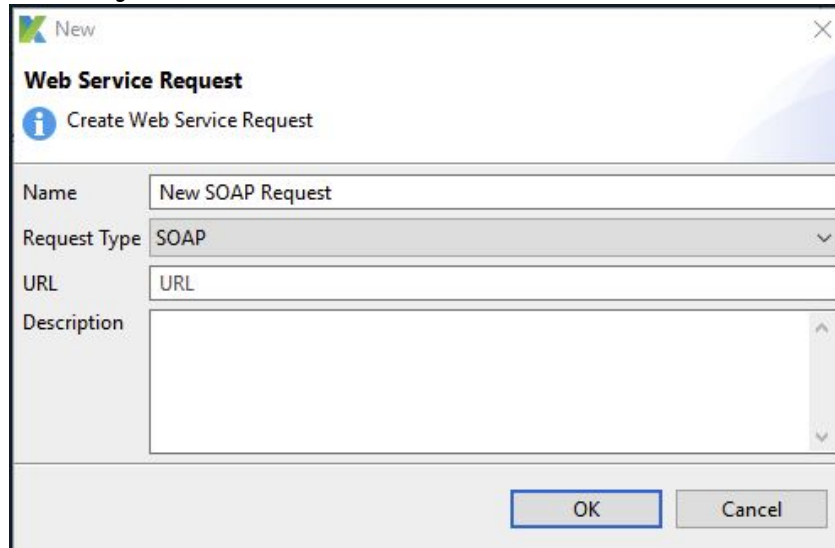 New
Web Service Request
Create Web Service Request
Name New SOAP Request
Request Type SOAP
URL URL
Description
OK Cancel